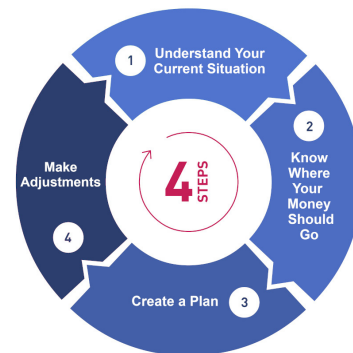 1
Understand Your
Current Situation
2
Know
Where
Your
Money
Should
Go
Create a Plan
3
Make
Adjustments
4
4
STEPS